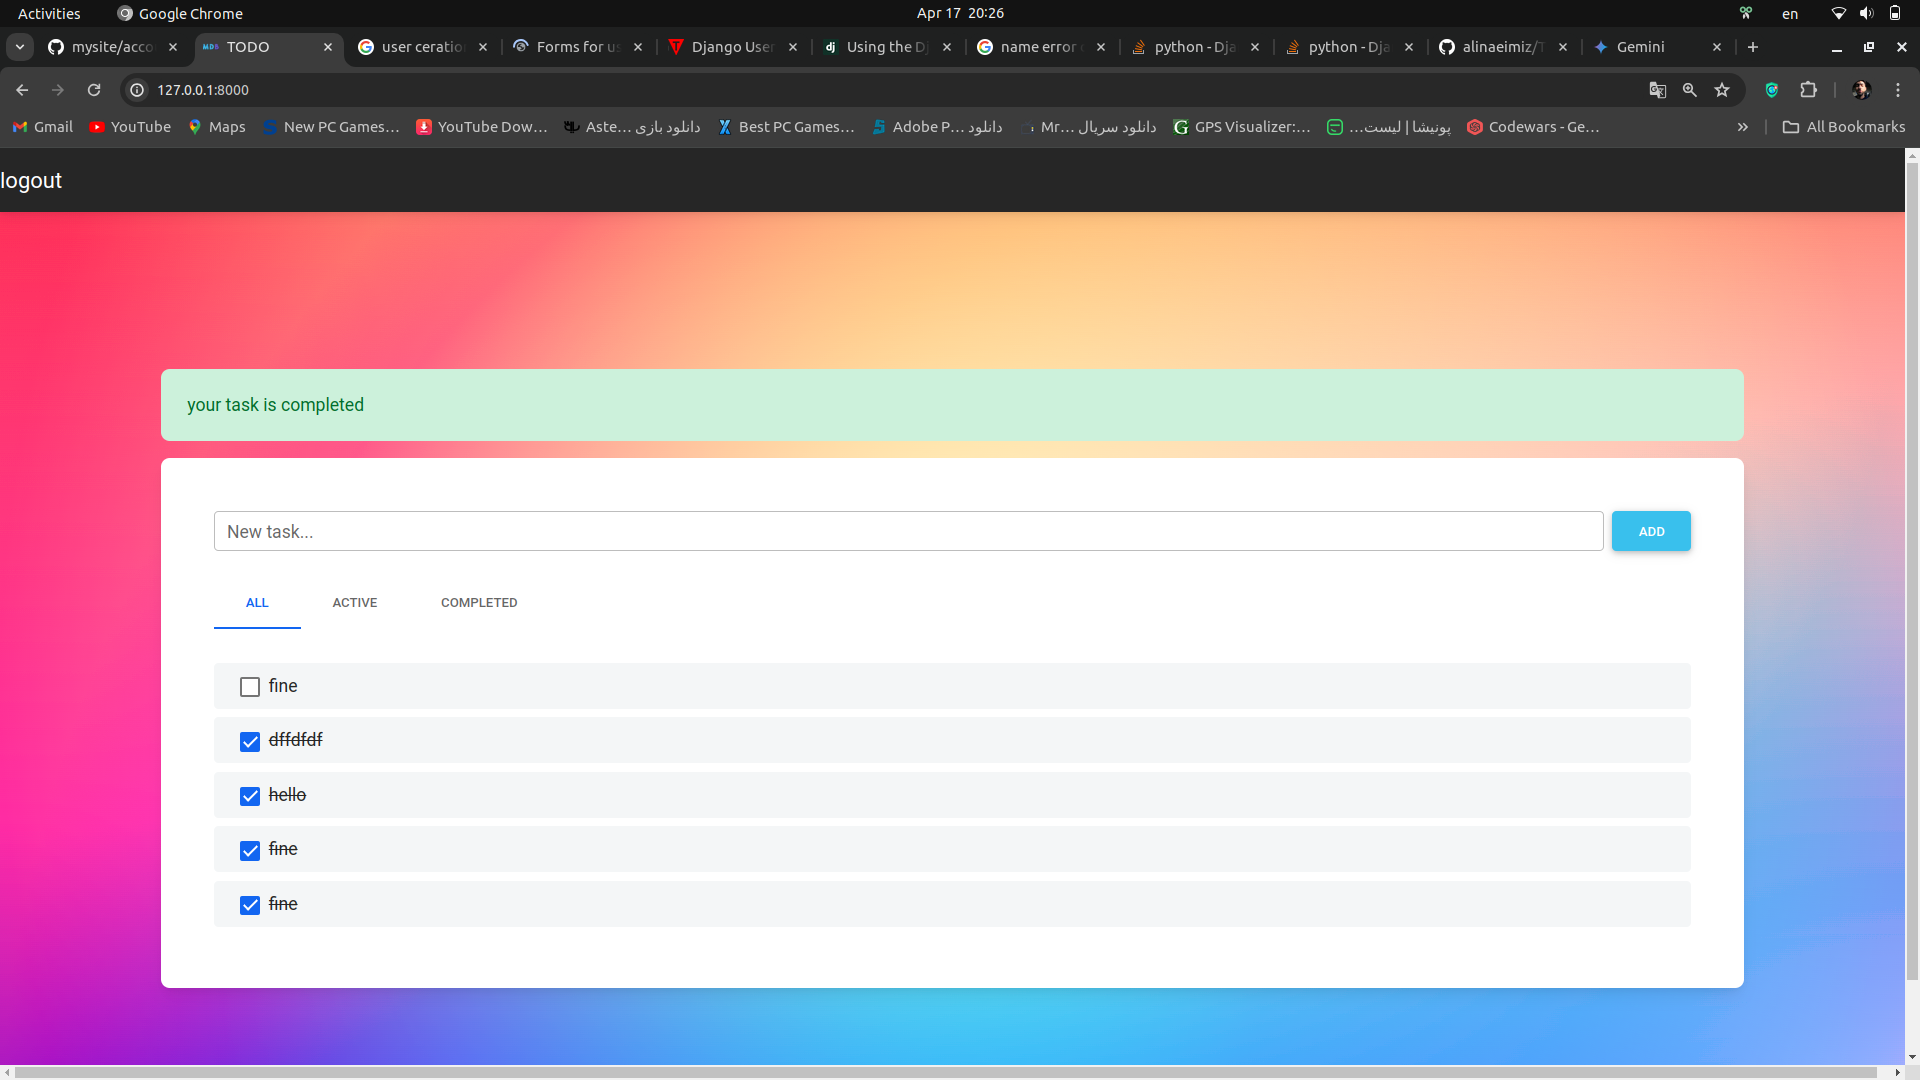 Activities Google Chrome Apr 17 20:26 en
mysite/acco TODO user ceratio Forms for us Django User Using the D name error python - Dja python - Dja alinaeimiz/T Gemini
127.0.0.1:8000
Gmail YouTube Maps New PC Games... YouTube Dow... Aste... دانلود بازی Best PC Games... Adobe P... دانلود Mr... دانلود سریال GPS Visualizer:... پونیشا | لیست... Codewars - Ge... » All Bookmarks
logout
your task is completed
New task... ADD
ALL ACTIVE COMPLETED
fine
dffdfdf
hello
fine
fine